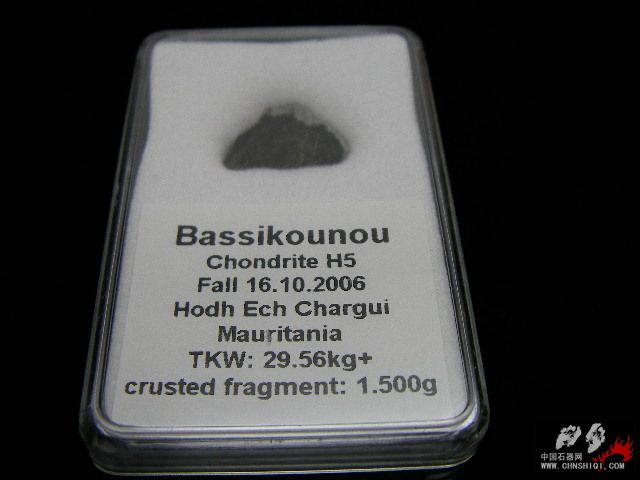 Bassikounou
Chondrite H5
Fall 16.10.2006
Hodh Ech Chargui
Mauritania
TKW: 29.56kg+
crusted fragment: 1.500g
中国石器网
WWW.CHNSHIQI.COM